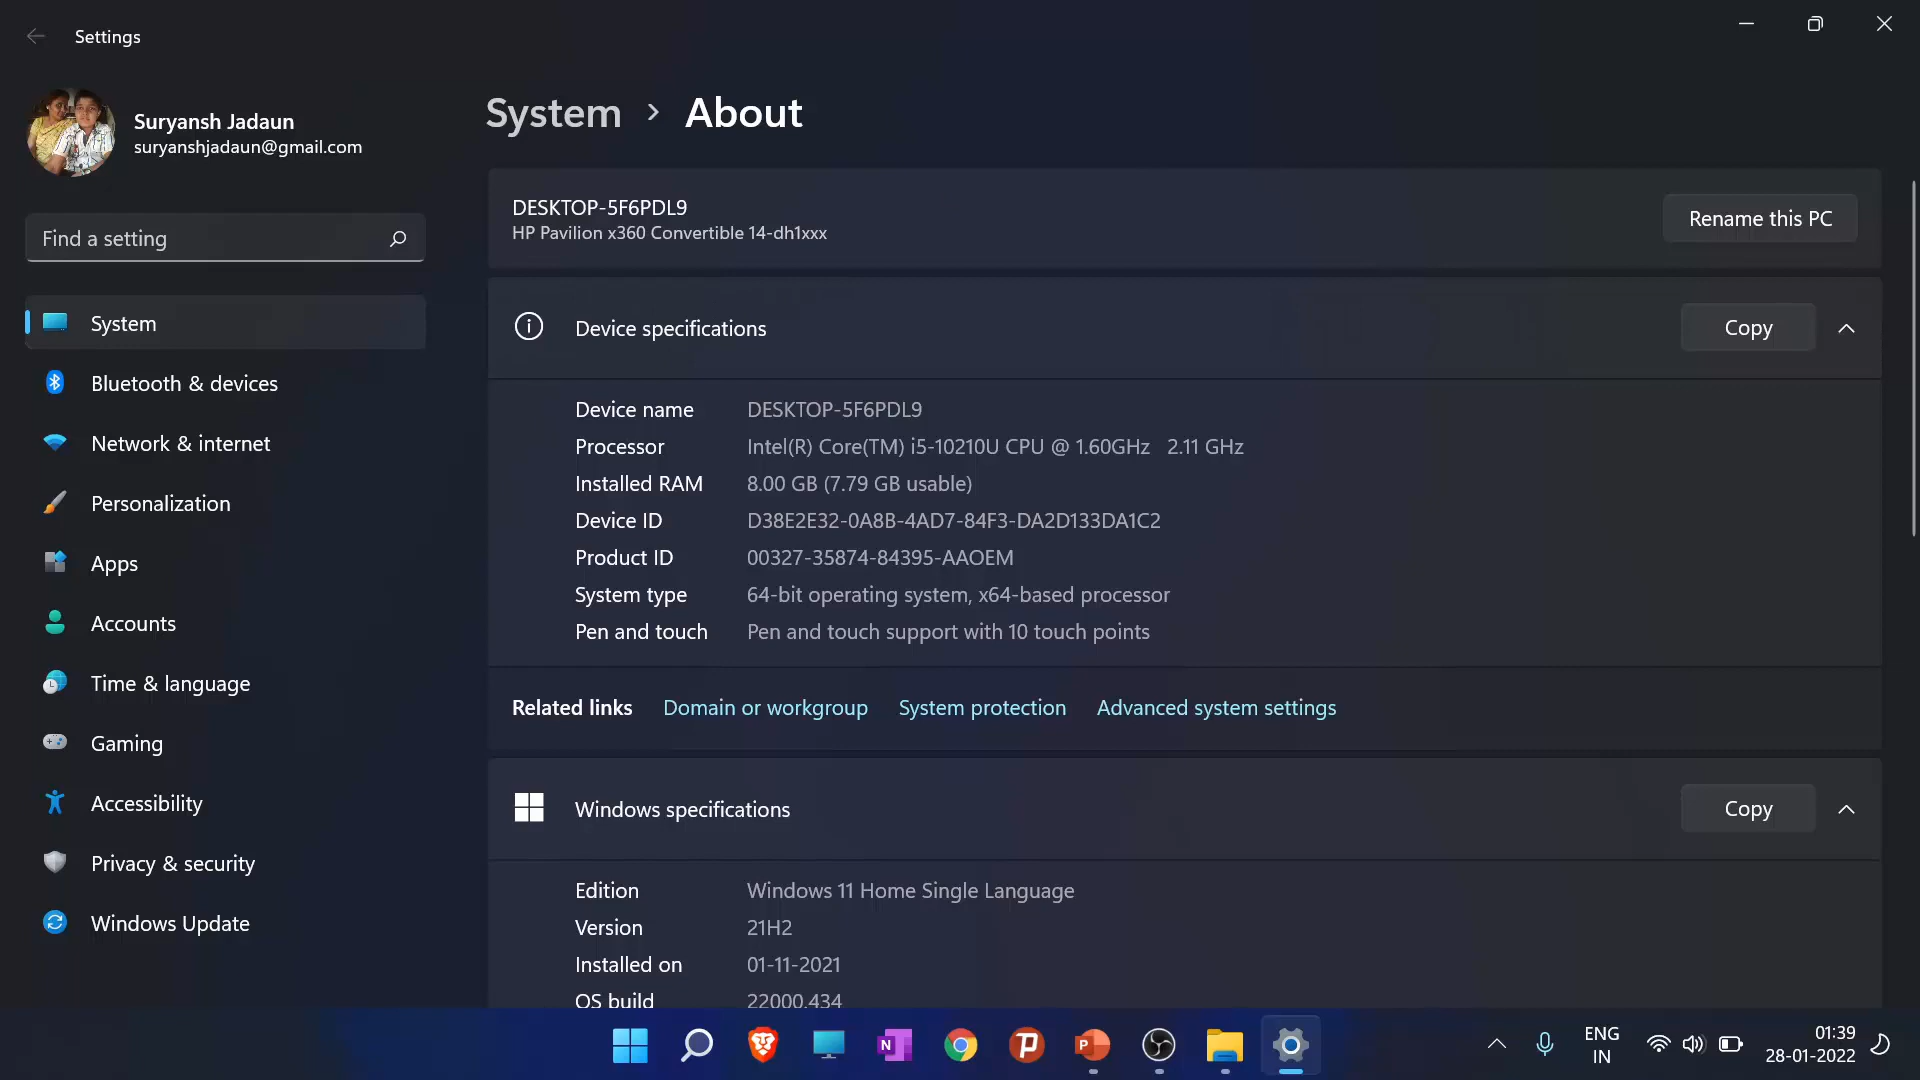 Settings
Suryansh Jadaun
suryanshjadaun@gmail.com
Find a setting
System
Bluetooth & devices
Network & internet
Personalization
Apps
Accounts
Time & language
Gaming
Accessibility
Privacy & security
Windows Update
System > About
DESKTOP-5F6PDL9
HP Pavilion x360 Convertible 14-dh1xxx
Rename this PC
Device specifications
Copy
Device name DESKTOP-5F6PDL9
Processor Intel(R) Core(TM) i5-10210U CPU @ 1.60GHz 2.11 GHz
Installed RAM 8.00 GB (7.79 GB usable)
Device ID D38E2E32-0A8B-4AD7-84F3-DA2D133DA1C2
Product ID 00327-35874-84395-AAOEM
System type 64-bit operating system, x64-based processor
Pen and touch Pen and touch support with 10 touch points
Related links Domain or workgroup System protection Advanced system settings
Windows specifications
Copy
Edition Windows 11 Home Single Language
Version 21H2
Installed on 01-11-2021
OS build 22000.434
N
P
P
ENG
IN
01:39
28-01-2022